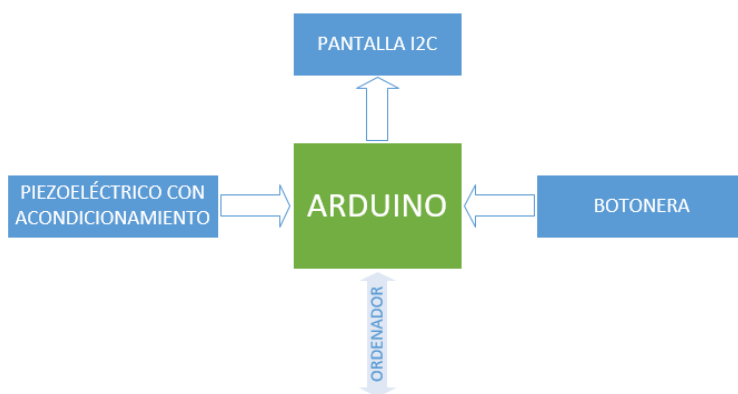 PANTALLA I2C
PIEZOELÉCTRICO CON
ACONDICIONAMIENTO
ARDUINO
BOTONERA
ORDENADOR